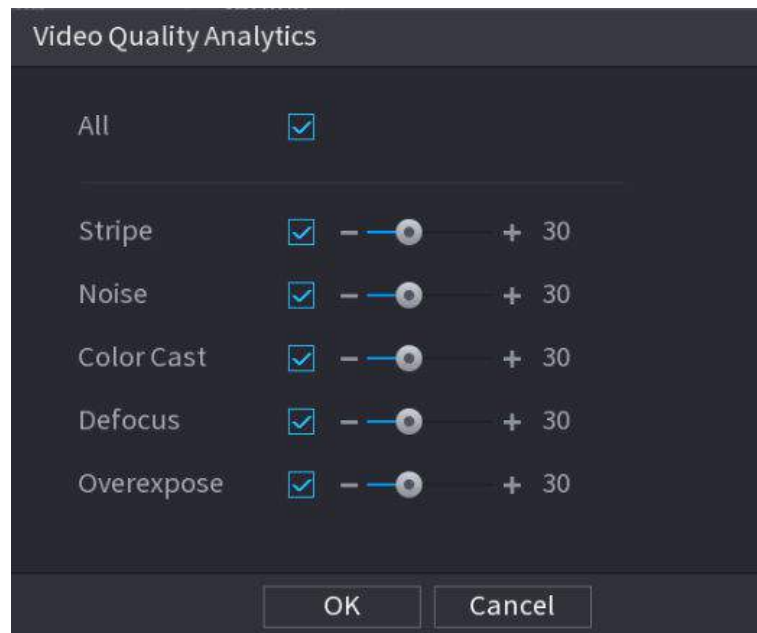 Video Quality Analytics
All
Stripe 30
Noise 30
Color Cast 30
Defocus 30
Overexpose 30
OK Cancel